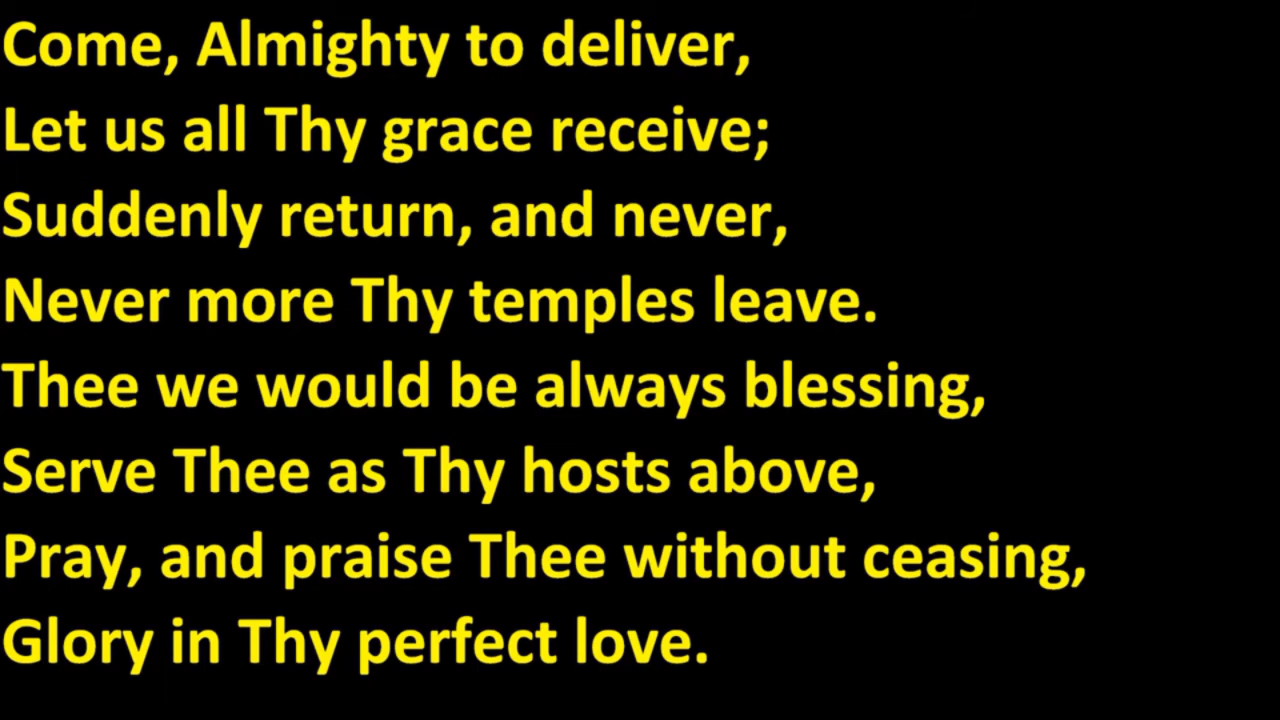 Come, Almighty to deliver,
Let us all Thy grace receive;
Suddenly return, and never,
Never more Thy temples leave.
Thee we would be always blessing,
Serve Thee as Thy hosts above,
Pray, and praise Thee without ceasing,
Glory in Thy perfect love.